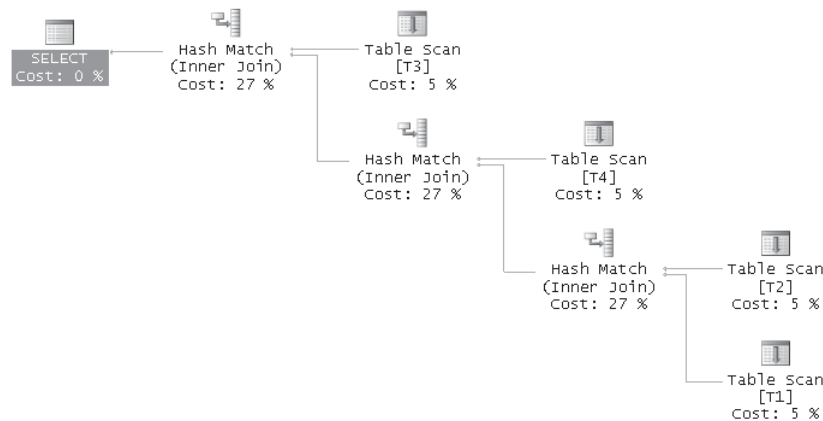 SELECT
Cost: 0 %
Hash Match
(Inner Join)
Cost: 27 %
Table Scan
[T3]
Cost: 5 %
Hash Match
(Inner Join)
Cost: 27 %
Table Scan
[T4]
Cost: 5 %
Hash Match
(Inner Join)
Cost: 27 %
Table Scan
[T2]
Cost: 5 %
Table Scan
[T1]
Cost: 5 %